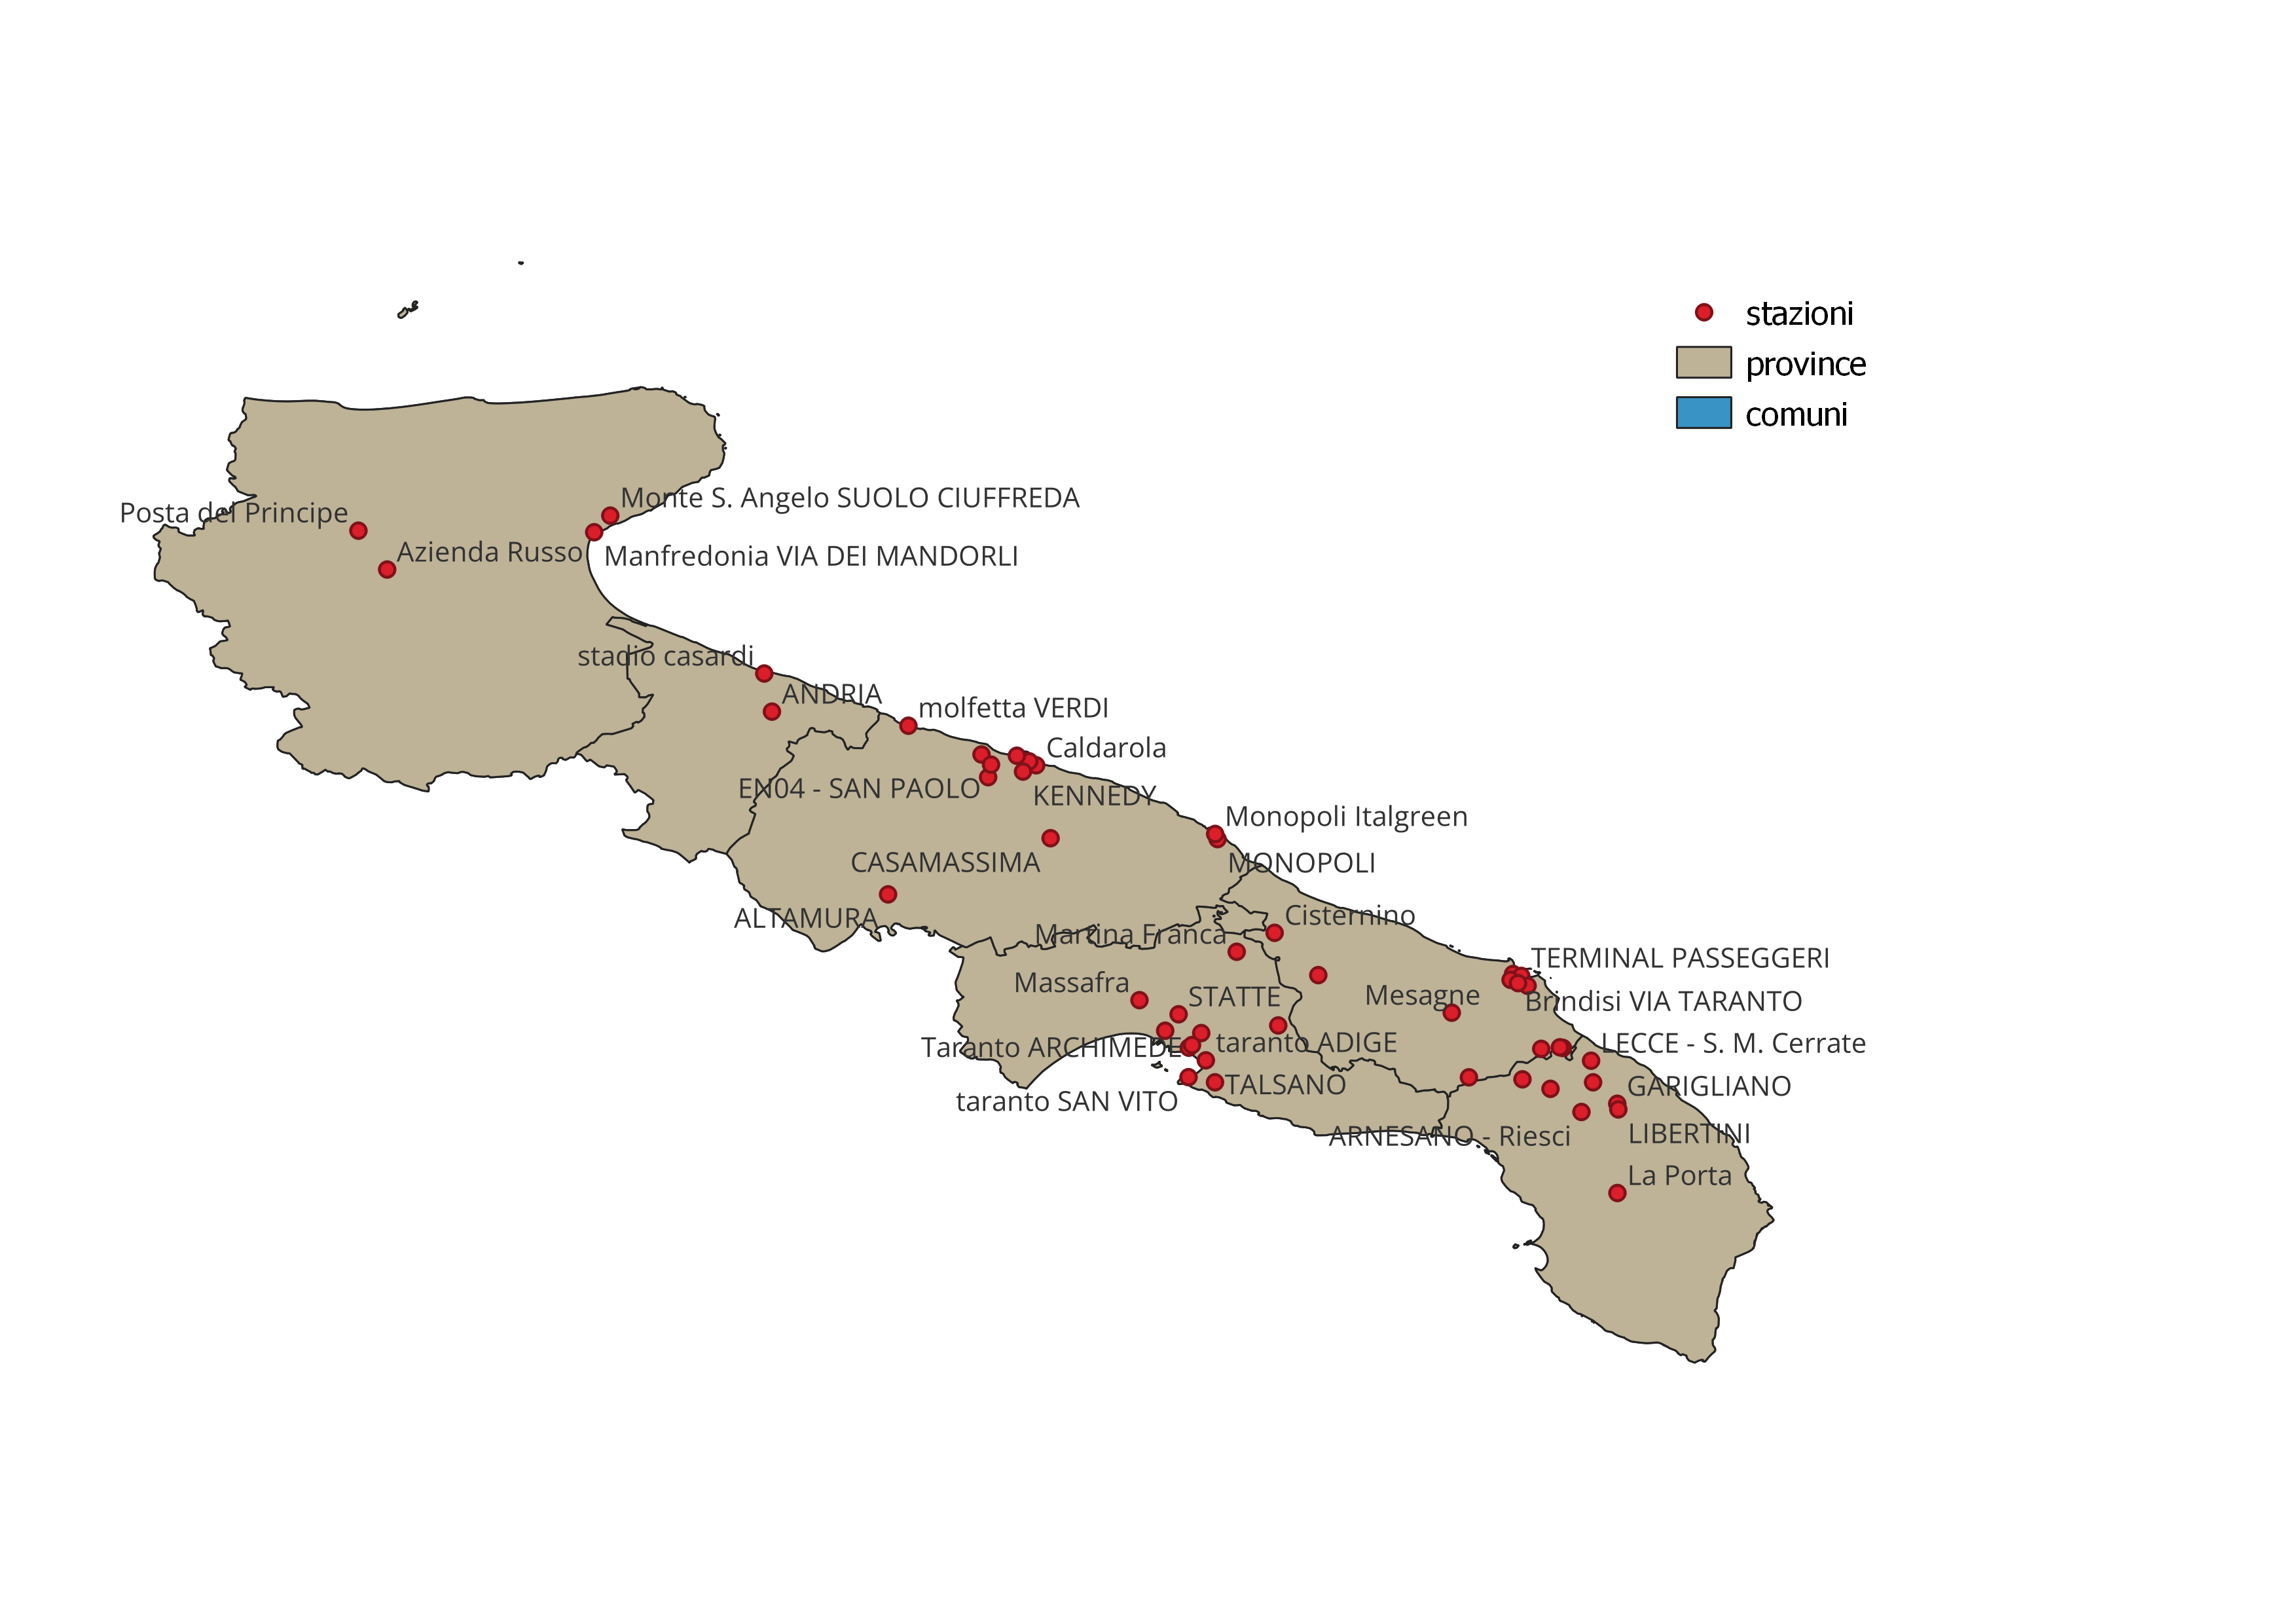 stazioni
province
comuni
Monte S. Angelo SUOLO CIUFFREDA
Posta del Principe
Azienda Russo
Manfredonia VIA DEI MANDORLI
stadio casardi
ANDRIA
molfetta VERDI
Caldarola
EN04 - SAN PAOLO
KENNEDY
Monopoli Italgreen
CASAMASSIMA
MONOPOLI
ALTAMURA
Cisternino
Martina Franca
TERMINAL PASSEGGERI
Massafra
STATTE
Mesagne
Brindisi VIA TARANTO
Taranto ARCHIMEDE
taranto ADIGE
LECCE - S. M. Cerrate
TALSANO
GARIGLIANO
taranto SAN VITO
ARNESANO - Riesci
LIBERTINI
La Porta